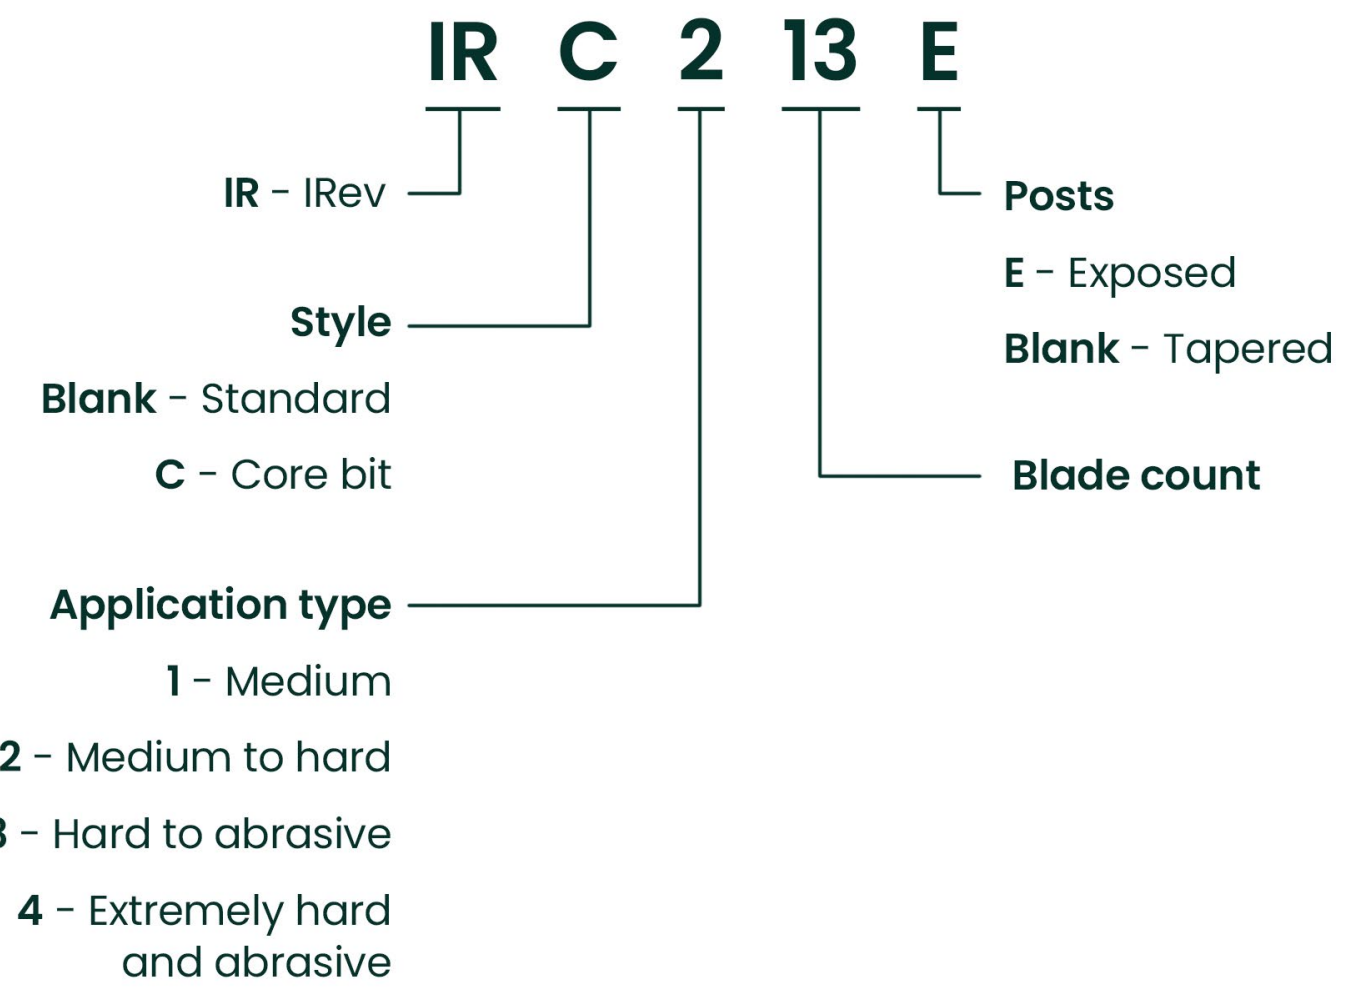 IR C 2 13 E
IR - IRev
Style
Blank - Standard
C - Core bit
Application type
1 - Medium
2 - Medium to hard
3 - Hard to abrasive
4 - Extremely hard
and abrasive
Posts
E - Exposed
Blank - Tapered
Blade count